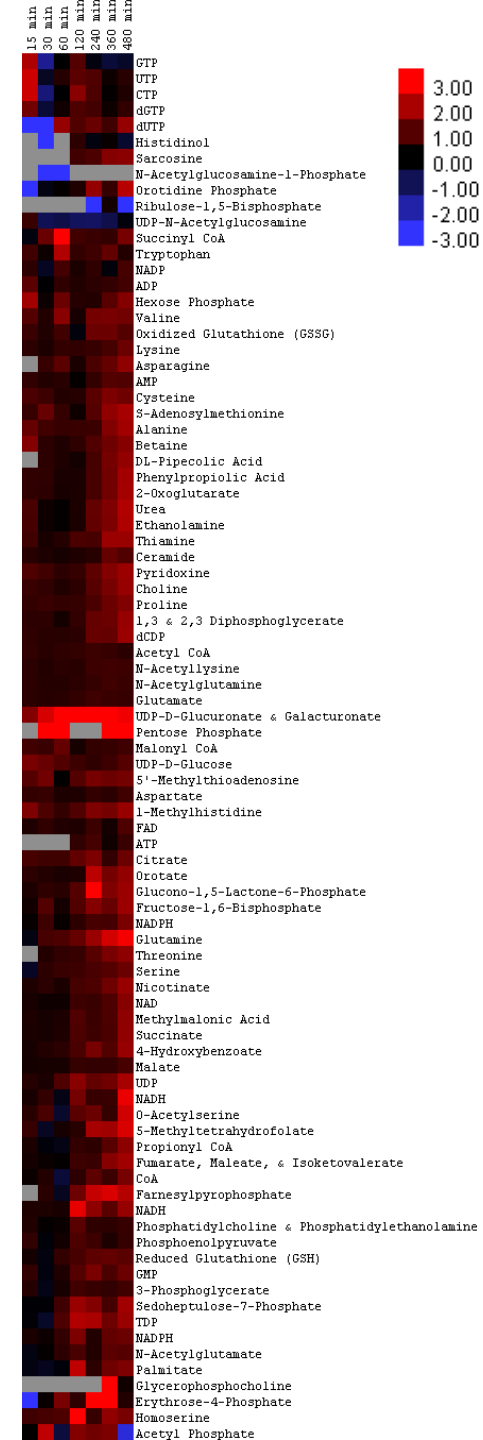 15 min
30 min
60 min
120 min
240 min
360 min
480 min
3.00
2.00
1.00
0.00
-1.00
-2.00
-3.00
GTP
UTP
CTP
dGTP
dUTP
Histidinol
Sarcosine
N-Acetylglucosamine-1-Phosphate
Orotidine Phosphate
Ribulose-1,5-Bisphosphate
UDP-N-Acetylglucosamine
Succinyl CoA
Tryptophan
NADP
ADP
Hexose Phosphate
Valine
Oxidized Glutathione (GSSG)
Lysine
Asparagine
AMP
Cysteine
S-Adenosylmethionine
Alanine
Betaine
DL-Pipecolic Acid
Phenylpropiolic Acid
2-Oxoglutarate
Urea
Ethanolamine
Thiamine
Ceramide
Pyridoxine
Choline
Proline
1,3 & 2,3 Diphosphoglycerate
dCDP
Acetyl CoA
N-Acetyllysine
N-Acetylglutamine
Glutamate
UDP-D-Glucuronate & Galacturonate
Pentose Phosphate
Malonyl CoA
UDP-D-Glucose
5'-Methylthioadenosine
Aspartate
1-Methylhistidine
FAD
ATP
Citrate
Orotate
Glucono-1,5-Lactone-6-Phosphate
Fructose-1,6-Bisphosphate
NADPH
Glutamine
Threonine
Serine
Nicotinate
NAD
Methylmalonic Acid
Succinate
4-Hydroxybenzoate
Malate
UDP
NADH
O-Acetylserine
5-Methyltetrahydrofolate
Propionyl CoA
Fumarate, Maleate, & Isoketovalerate
CoA
Farnesylpyrophosphate
NADH
Phosphatidylcholine & Phosphatidylethanolamine
Phosphoenolpyruvate
Reduced Glutathione (GSH)
GMP
3-Phosphoglycerate
Sedoheptulose-7-Phosphate
TDP
NADPH
N-Acetylglutamate
Palmitate
Glycerophosphocholine
Erythrose-4-Phosphate
Homoserine
Acetyl Phosphate